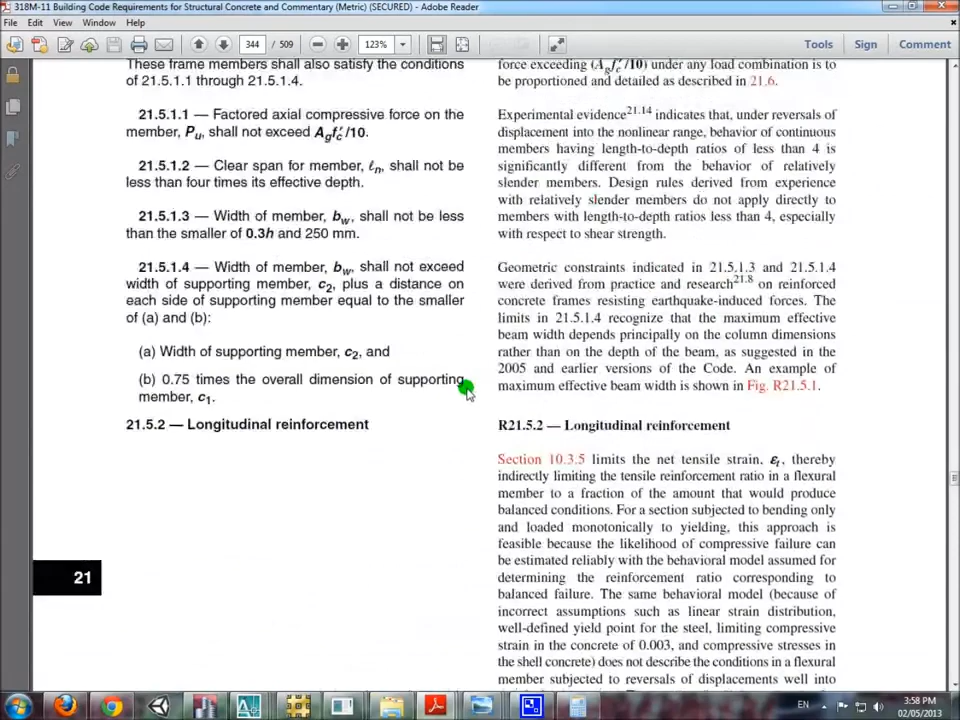 318M-11 Building Code Requirements for Structural Concrete and Commentary (Metric) (SECURED) - Adobe Reader
File Edit View Window Help
344 / 509 123% Tools Sign Comment
These frame members shall also satisfy the conditions
of 21.5.1.1 through 21.5.1.4.
21.5.1.1 — Factored axial compressive force on the
member, Pu, shall not exceed Agfc′/10.
21.5.1.2 — Clear span for member, ℓn, shall not be
less than four times its effective depth.
21.5.1.3 — Width of member, bw, shall not be less
than the smaller of 0.3h and 250 mm.
21.5.1.4 — Width of member, bw, shall not exceed
width of supporting member, c2, plus a distance on
each side of supporting member equal to the smaller
of (a) and (b):
(a) Width of supporting member, c2, and
(b) 0.75 times the overall dimension of supporting
member, c1.
21.5.2 — Longitudinal reinforcement
21
force exceeding (Agfc′/10) under any load combination is to
be proportioned and detailed as described in 21.6.
Experimental evidence21.14 indicates that, under reversals of
displacement into the nonlinear range, behavior of continuous
members having length-to-depth ratios of less than 4 is
significantly different from the behavior of relatively
slender members. Design rules derived from experience
with relatively slender members do not apply directly to
members with length-to-depth ratios less than 4, especially
with respect to shear strength.
Geometric constraints indicated in 21.5.1.3 and 21.5.1.4
were derived from practice and research21.8 on reinforced
concrete frames resisting earthquake-induced forces. The
limits in 21.5.1.4 recognize that the maximum effective
beam width depends principally on the column dimensions
rather than on the depth of the beam, as suggested in the
2005 and earlier versions of the Code. An example of
maximum effective beam width is shown in Fig. R21.5.1.
R21.5.2 — Longitudinal reinforcement
Section 10.3.5 limits the net tensile strain, εt, thereby
indirectly limiting the tensile reinforcement ratio in a flexural
member to a fraction of the amount that would produce
balanced conditions. For a section subjected to bending only
and loaded monotonically to yielding, this approach is
feasible because the likelihood of compressive failure can
be estimated reliably with the behavioral model assumed for
determining the reinforcement ratio corresponding to
balanced failure. The same behavioral model (because of
incorrect assumptions such as linear strain distribution,
well-defined yield point for the steel, limiting compressive
strain in the concrete of 0.003, and compressive stresses in
the shell concrete) does not describe the conditions in a flexural
member subjected to reversals of displacements well into
EN
3:58 PM
02/05/2013